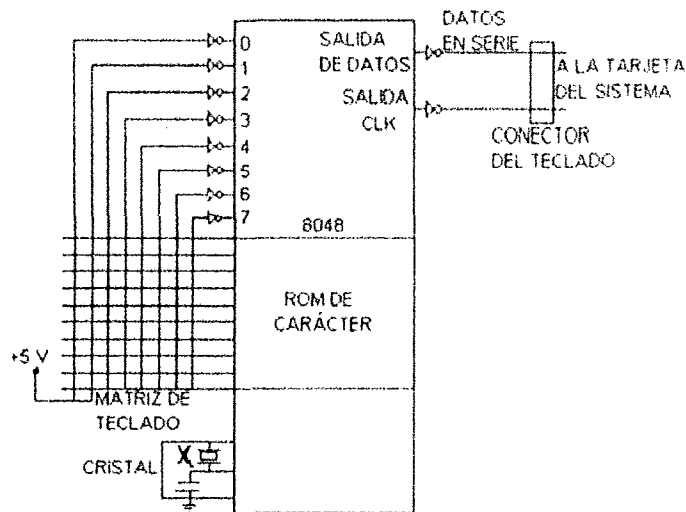 DATOS
EN SERIE
SALIDA
DE DATOS
SALIDA
CLK
A LA TARJETA
DEL SISTEMA
CONECTOR
DEL TECLADO
0
1
2
3
4
5
6
7
8048
ROM DE
CARÁCTER
+5 V
MATRIZ DE
TECLADO
CRISTAL
X